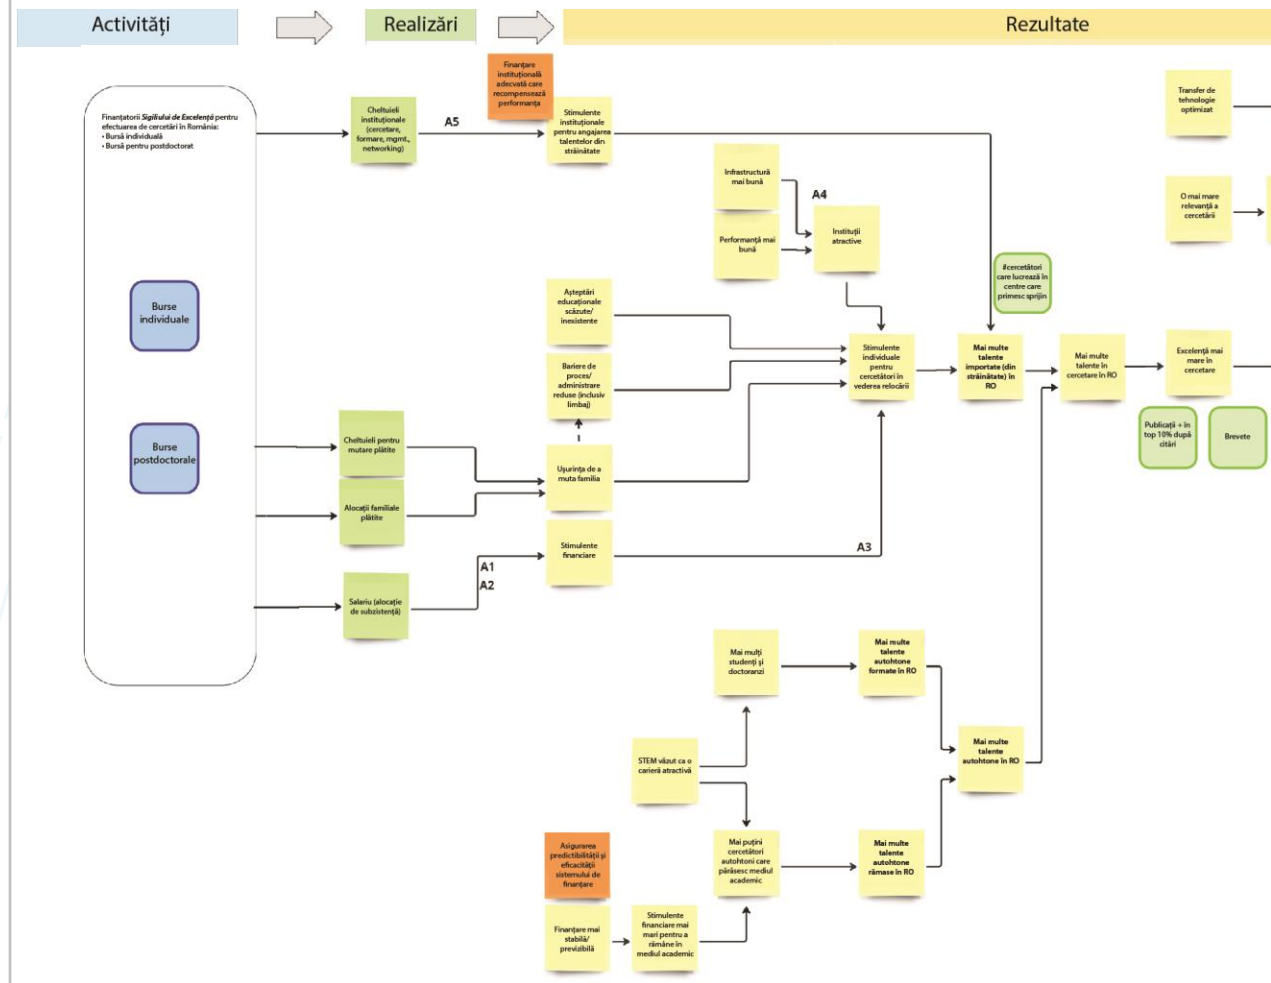 Activități
Realizări
Rezultate
Finanțatorii Sigiliului de Excelență pentru
efectuarea de cercetări în România:
• Bursă individuală
• Bursă pentru postdoctorat
Burse
individuale
Burse
postdoctorale
Cheltuieli
instituționale
(cercetare,
formare, mgmt.,
networking)
A5
Finanțare
instituțională
adecvată care
recompensează
performanța
Stimulente
instituționale
pentru angajarea
talentelor din
străinătate
Infrastructură
mai bună
A4
Performanță mai
bună
Instituții
atractive
Transfer de
tehnologie
optimizat
O mai mare
relevanță a
cercetării
#cercetători
care lucrează în
centre care
primesc sprijin
Așteptări
educaționale
scăzute/
inexistente
Bariere de
proces/
administrare
reduse (inclusiv
limbaj)
Stimulente
individuale
pentru
cercetători în
vederea relocării
Mai multe
talente
importate (din
străinătate) în
RO
Mai multe
talente în
cercetare în RO
Excelență mai
mare în
cercetare
Publicații + în
top 10% după
citări
Brevete
Cheltuieli pentru
mutare plătite
Alocații familiale
plătite
Ușurința de a
muta familia
Stimulente
financiare
A3
A1
A2
Salariu (alocație
de subzistență)
Mai mulți
studenți și
doctoranzi
Mai multe
talente
autohtone
formate în RO
STEM văzut ca o
carieră atractivă
Mai multe
talente
autohtone în RO
Asigurarea
predictibilității și
eficacității
sistemului de
finanțare
Mai puțini
cercetători
autohtoni care
părăsesc mediul
academic
Mai multe
talente
autohtone
rămase în RO
Finanțare mai
stabilă/
previzibilă
Stimulente
financiare mai
mari pentru a
rămâne în
mediul academic